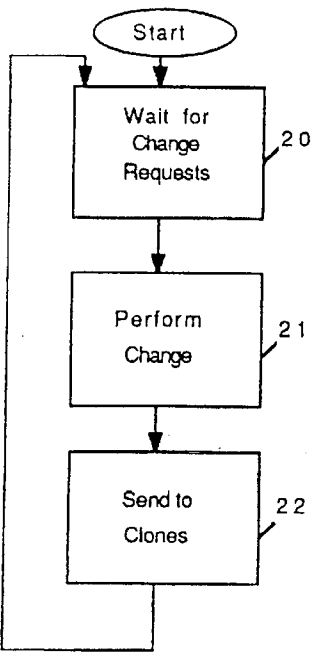 Start
Wait for
Change
Requests
20
Perform
Change
21
Send to
Clones
22